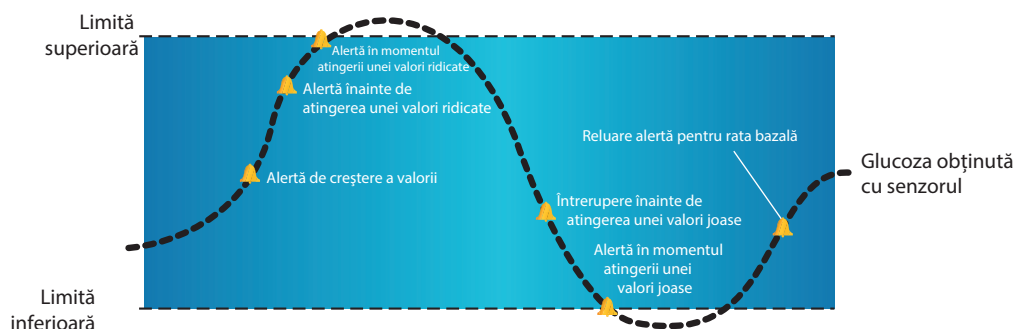 Limită
superioară
Alertă în momentul
atingerii unei valori ridicate
Alertă înainte de
atingerea unei valori ridicate
Alertă de creștere a valorii
Reluare alertă pentru rata bazală
Glucoza obținută
cu senzorul
Întrerupere înainte de
atingerea unei valori joase
Alertă în momentul
atingerii unei
valori joase
Limită
inferioară